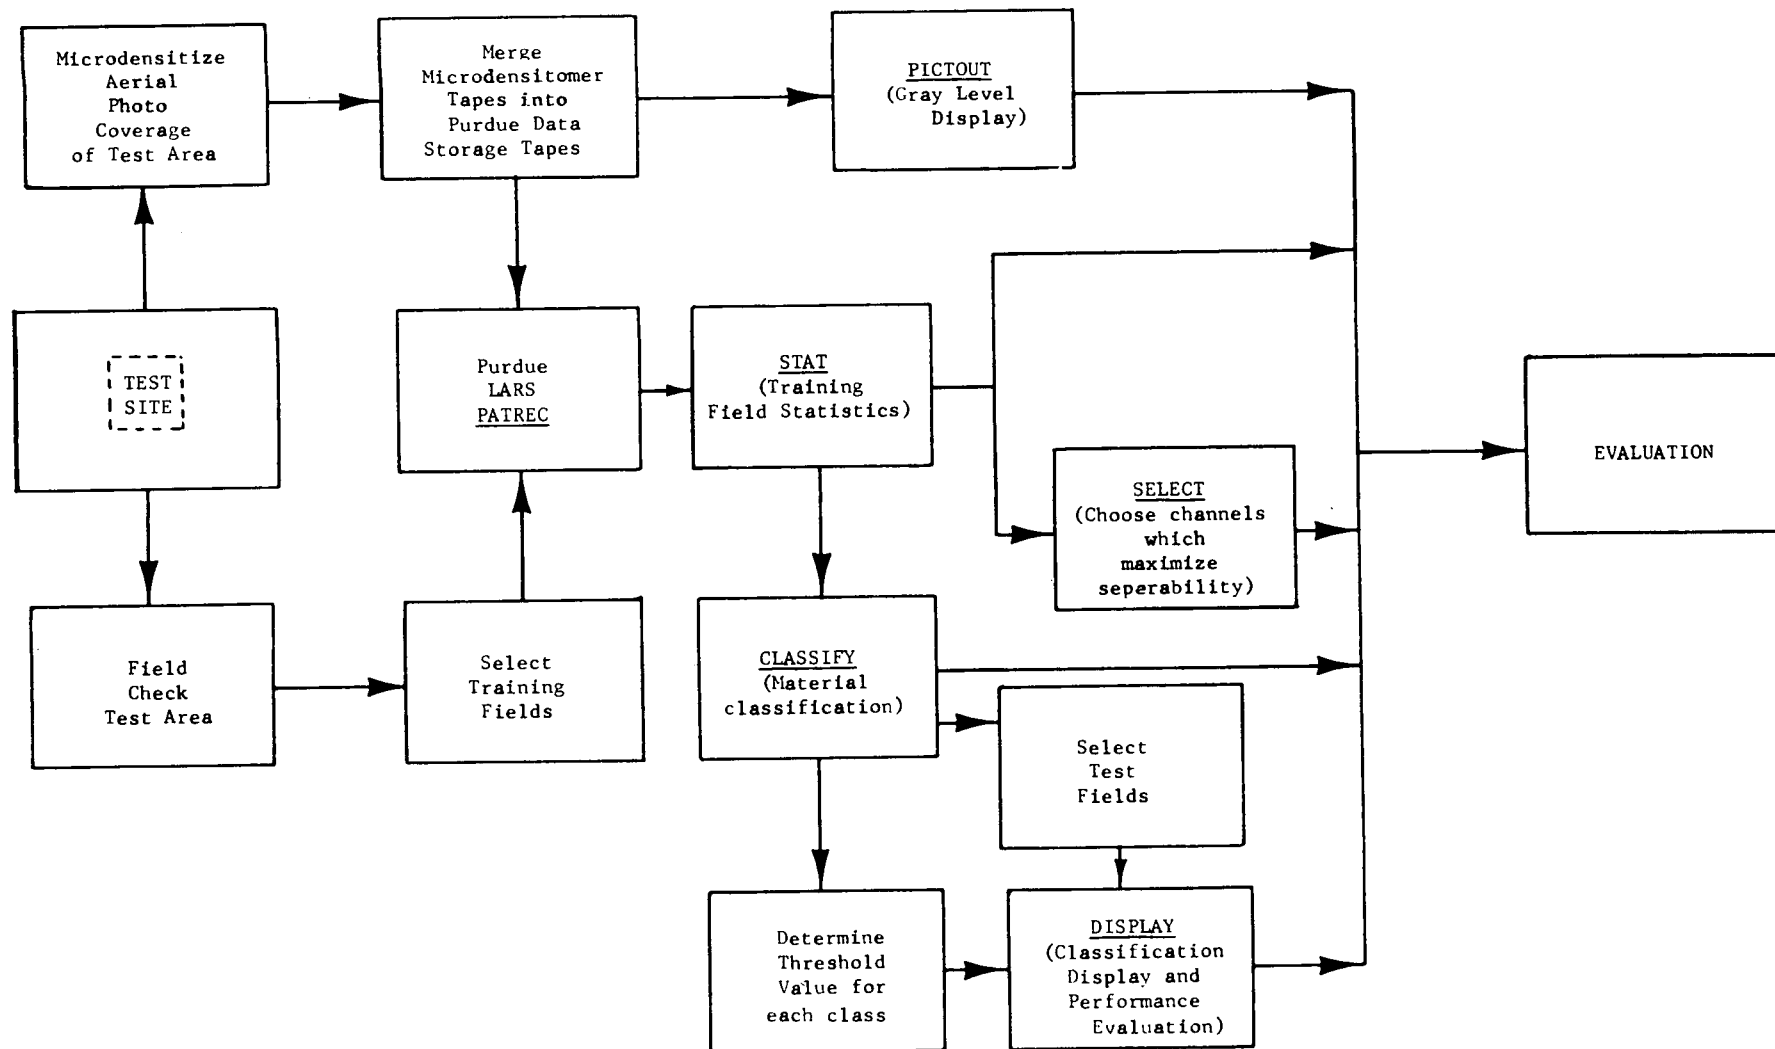 Microdensitize
Aerial
Photo
Coverage
of Test Area
Merge
Microdensitomer
Tapes into
Purdue Data
Storage Tapes
PICTOUT
(Gray Level
Display)
TEST
SITE
Purdue
LARS
PATREC
STAT
(Training
Field Statistics)
SELECT
(Choose channels
which
maximize
seperability)
EVALUATION
Field
Check
Test Area
Select
Training
Fields
CLASSIFY
(Material
classification)
Select
Test
Fields
Determine
Threshold
Value for
each class
DISPLAY
(Classification
Display and
Performance
Evaluation)